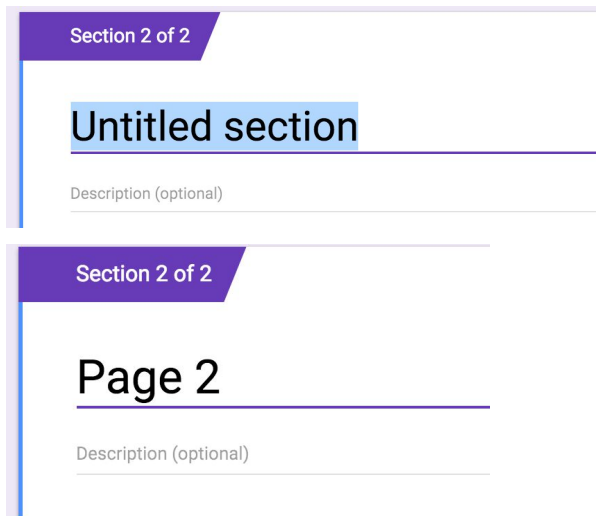 Section 2 of 2
Untitled section
Description (optional)
Section 2 of 2
Page 2
Description (optional)